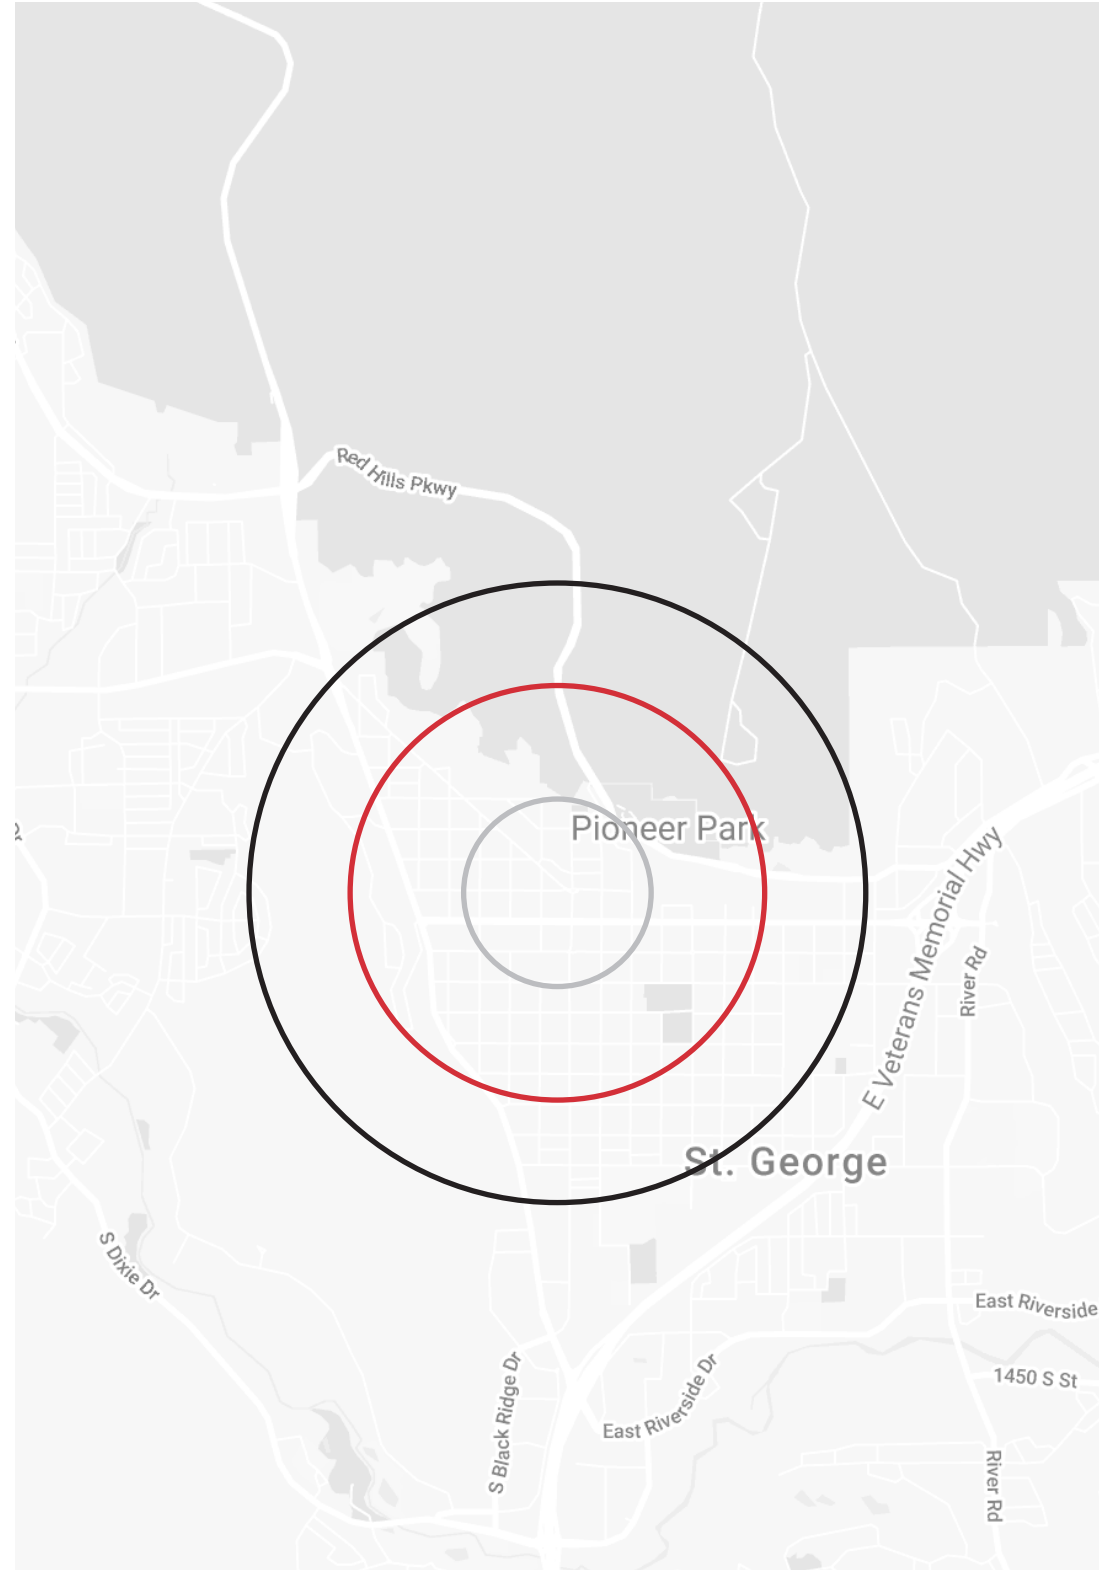 Red Hills Pkwy
Pioneer Park
E Veterans Memorial Hwy
River Rd
St. George
S Dixie Dr
East Riverside
S Black Ridge Dr
East Riverside Dr
1450 S St
River Rd